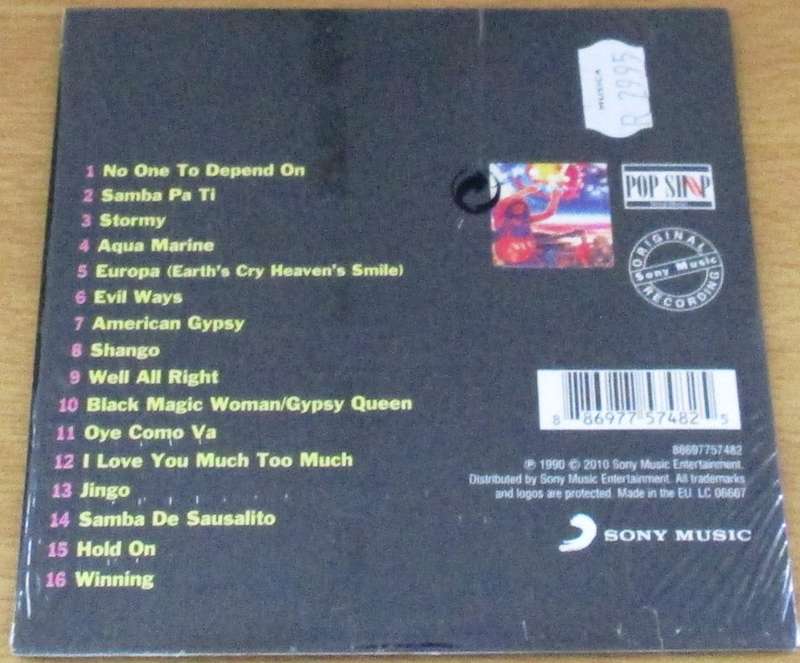 MUSICA
R 2995
1 No One To Depend On
2 Samba Pa Ti
3 Stormy
4 Aqua Marine
5 Europa (Earth's Cry Heaven's Smile)
6 Evil Ways
7 American Gypsy
8 Shango
9 Well All Right
10 Black Magic Woman/Gypsy Queen
11 Oye Como Va
12 I Love You Much Too Much
13 Jingo
14 Samba De Sausalito
15 Hold On
16 Winning
POP SHOP
ORIGINAL
Sony Music
RECORDING
8 86977 57482 5
88697757482
℗ 1990 © 2010 Sony Music Entertainment.
Distributed by Sony Music Entertainment. All trademarks
and logos are protected. Made in the EU LC 06667
SONY MUSIC